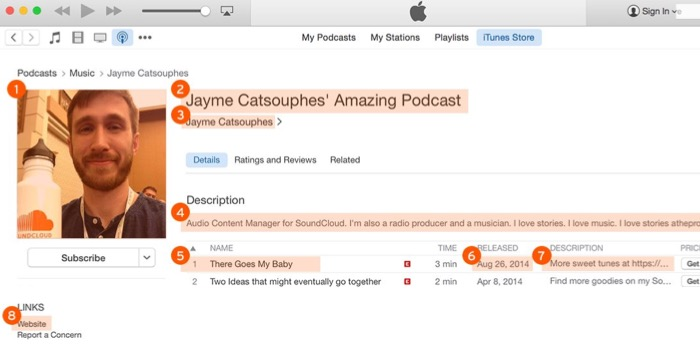 Sign In
My Podcasts My Stations Playlists iTunes Store
Podcasts > Music > Jayme Catsouphes
1
2
Jayme Catsouphes' Amazing Podcast
3
Jayme Catsouphes >
Details Ratings and Reviews Related
Description
4
Audio Content Manager for SoundCloud. I'm also a radio producer and a musician. I love stories. I love music. I love stories
SOUNDCLOUD
NAME TIME 6 RELEASED 7 DESCRIPTION
Subscribe 5 1 There Goes My Baby E 3 min Aug 26, 2014 More sweet tunes at https://... Get
2 Two Ideas that might eventually go together E 2 min Apr 8, 2014 Find more goodies on my So... Get
LINKS
8
Website
Report a Concern